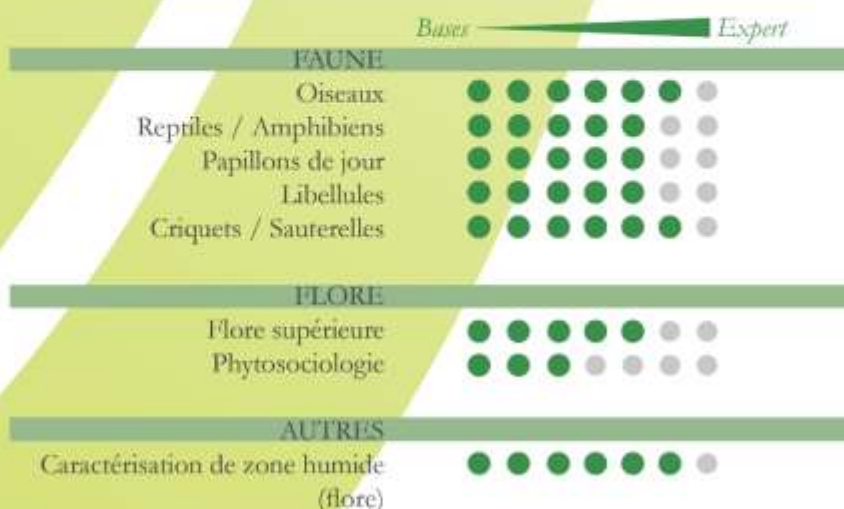 Bases Expert
FAUNE
Oiseaux
Reptiles / Amphibiens
Papillons de jour
Libellules
Criquets / Sauterelles
FLORE
Flore supérieure
Phytosociologie
AUTRES
Caractérisation de zone humide
(flore)